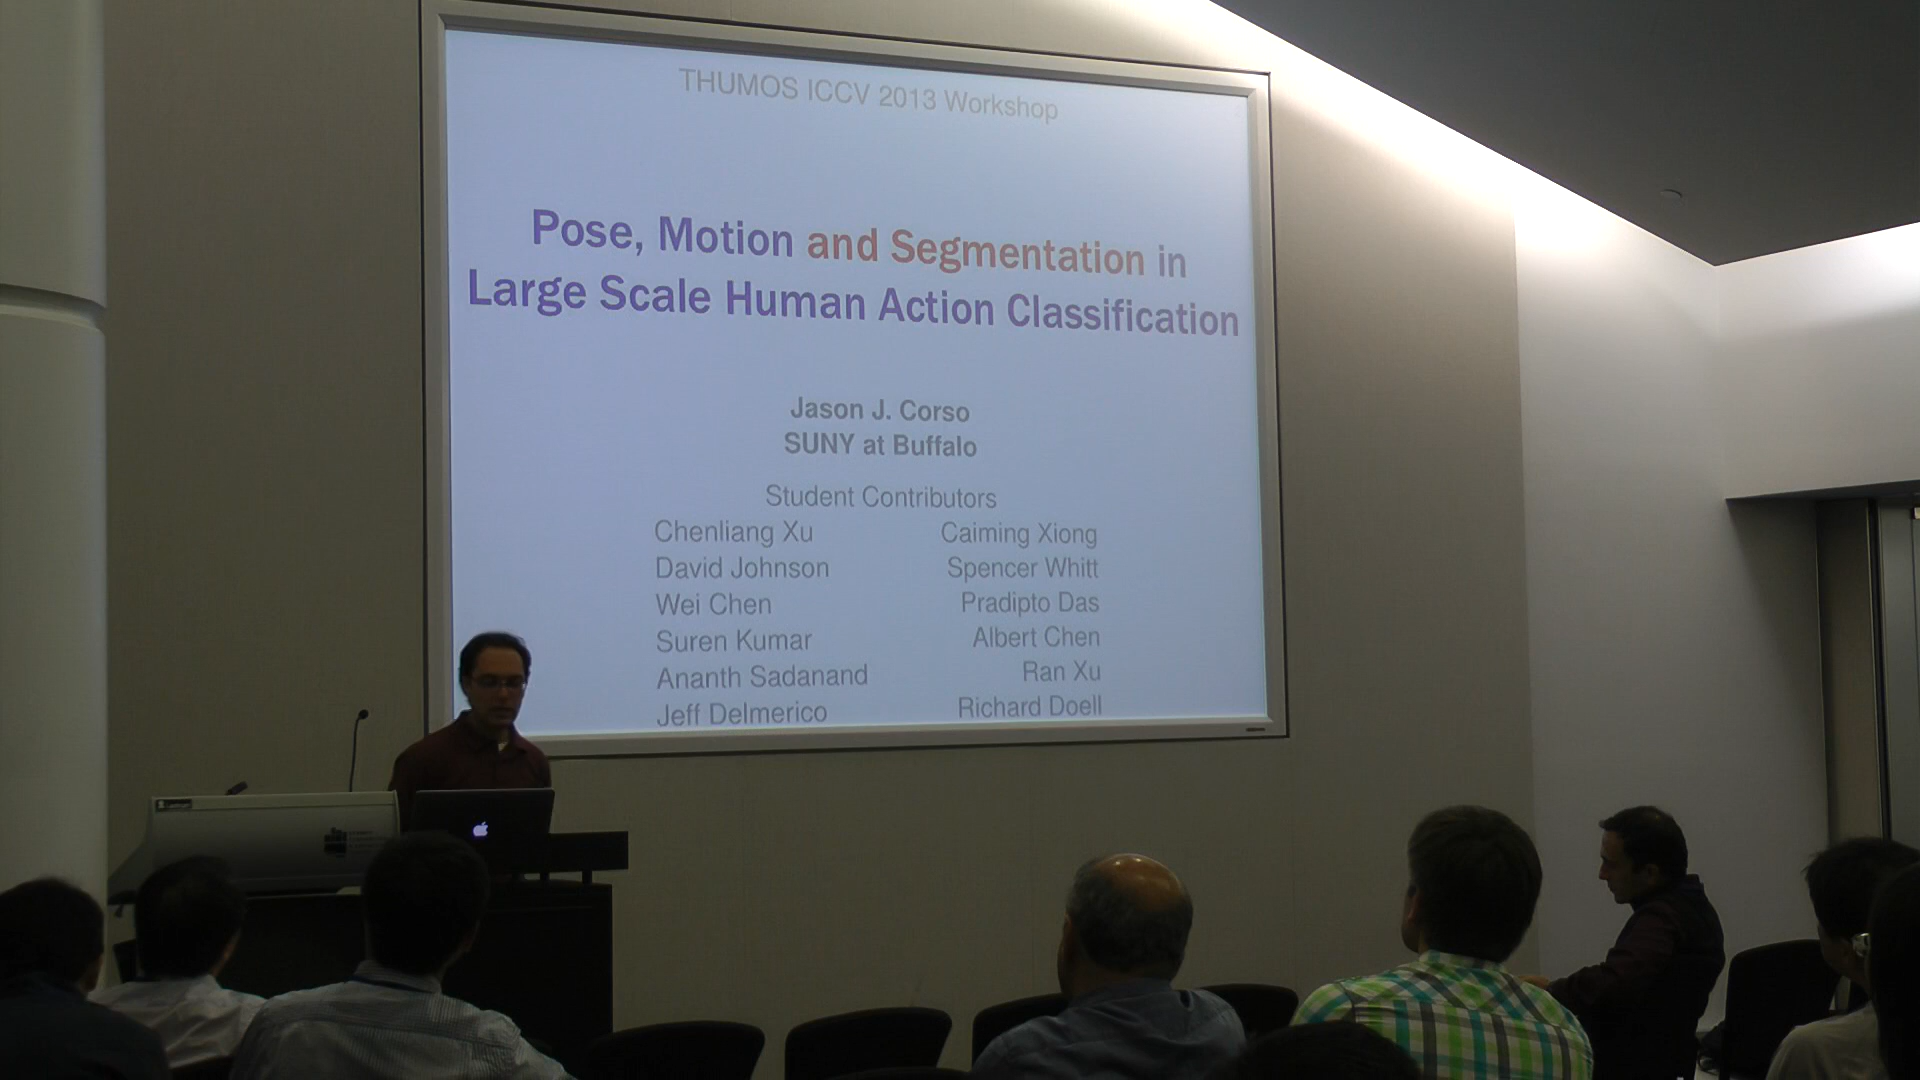 THUMOS ICCV 2013 Workshop
Pose, Motion and Segmentation in
Large Scale Human Action Classification
Jason J. Corso
SUNY at Buffalo
Student Contributors
Chenliang Xu Caiming Xiong
David Johnson Spencer Whitt
Wei Chen Pradipto Das
Suren Kumar Albert Chen
Ananth Sadanand Ran Xu
Jeff Delmerico Richard Doell